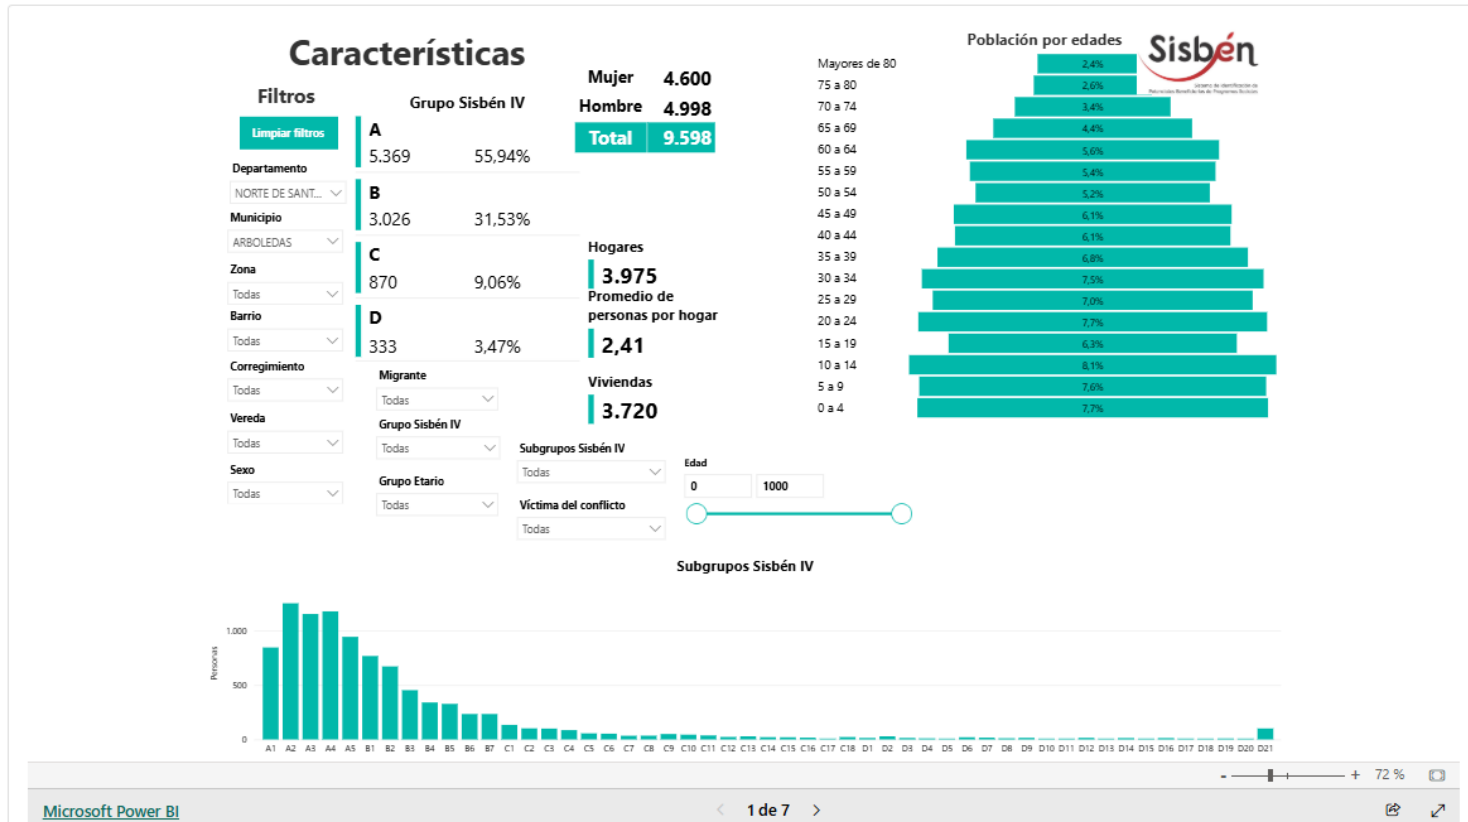 Características
Filtros
Limpiar filtros
Departamento
NORTE DE SANT...
Municipio
ARBOLEDAS
Zona
Todas
Barrio
Todas
Corregimiento
Todas
Vereda
Todas
Sexo
Todas
Grupo Sisbén IV
A
5.369 55,94%
B
3.026 31,53%
C
870 9,06%
D
333 3,47%
Migrante
Todas
Grupo Sisbén IV
Todas
Grupo Etario
Todas
Mujer 4.600
Hombre 4.998
Total 9.598
Hogares
3.975
Promedio de
personas por hogar
2,41
Viviendas
3.720
Subgrupos Sisbén IV
Todas
Víctima del conflicto
Todas
Edad
0 1000
Población por edades
Sisbén
Sistema de Identificación de
Potenciales Beneficiarios de Programas Sociales
Mayores de 80 2,4%
75 a 80 2,6%
70 a 74 3,4%
65 a 69 4,4%
60 a 64 5,6%
55 a 59 5,4%
50 a 54 5,2%
45 a 49 6,1%
40 a 44 6,1%
35 a 39 6,8%
30 a 34 7,5%
25 a 29 7,0%
20 a 24 7,7%
15 a 19 6,3%
10 a 14 8,1%
5 a 9 7,6%
0 a 4 7,7%
Subgrupos Sisbén IV
Personas
1.000
500
0
A1 A2 A3 A4 A5 B1 B2 B3 B4 B5 B6 B7 C1 C2 C3 C4 C5 C6 C7 C8 C9 C10 C11 C12 C13 C14 C15 C16 C17 C18 D1 D2 D3 D4 D5 D6 D7 D8 D9 D10 D11 D12 D13 D14 D15 D16 D17 D18 D19 D20 D21
- + 72 %
Microsoft Power BI
1 de 7